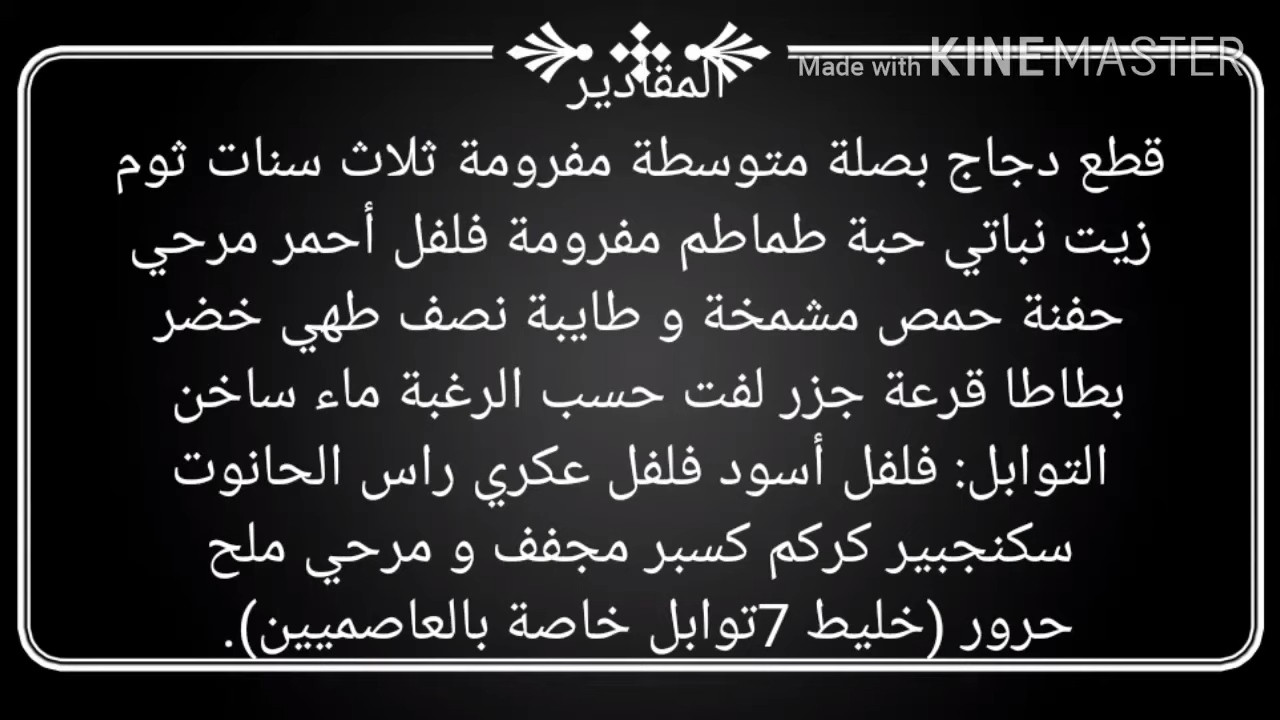 Made with KINEMASTER
المقادير
قطع دجاج بصلة متوسطة مفرومة ثلاث سنات ثوم
زيت نباتي حبة طماطم مفرومة فلفل أحمر مرحي
حفنة حمص مشمخة و طايبة نصف طهي خضر
بطاطا قرعة جزر لفت حسب الرغبة ماء ساخن
التوابل: فلفل أسود فلفل عكري راس الحانوت
سكنجبير كركم كسبر مجفف و مرحي ملح
حرور (خليط 7توابل خاصة بالعاصميين).